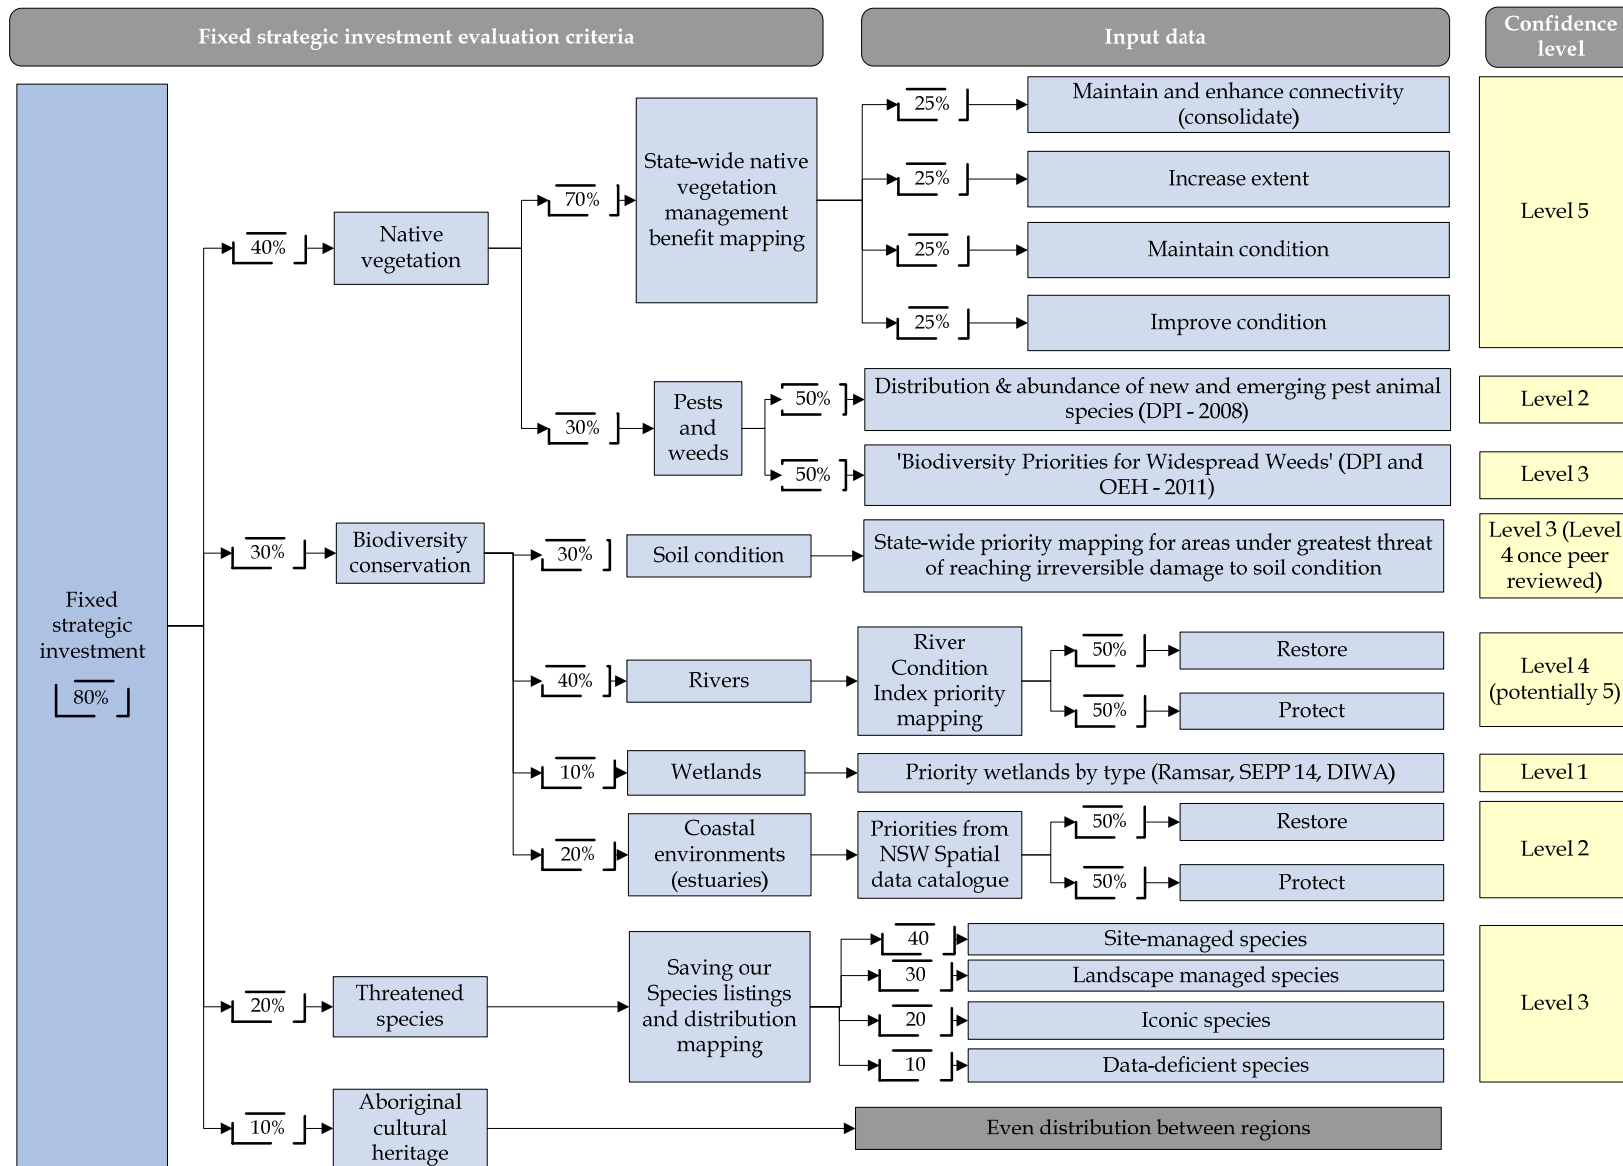 Fixed strategic investment evaluation criteria
Input data
Confidence
level
Fixed
strategic
investment
80%
40%
Native
vegetation
70%
State-wide native
vegetation
management
benefit mapping
25%
Maintain and enhance connectivity
(consolidate)
25%
Increase extent
25%
Maintain condition
25%
Improve condition
Level 5
30%
Pests
and
weeds
50%
Distribution & abundance of new and emerging pest animal
species (DPI - 2008)
Level 2
50%
'Biodiversity Priorities for Widespread Weeds' (DPI and
OEH - 2011)
Level 3
30%
Biodiversity
conservation
30%
Soil condition
State-wide priority mapping for areas under greatest threat
of reaching irreversible damage to soil condition
Level 3 (Level
4 once peer
reviewed)
40%
Rivers
River
Condition
Index priority
mapping
50%
Restore
50%
Protect
Level 4
(potentially 5)
10%
Wetlands
Priority wetlands by type (Ramsar, SEPP 14, DIWA)
Level 1
20%
Coastal
environments
(estuaries)
Priorities from
NSW Spatial
data catalogue
50%
Restore
50%
Protect
Level 2
20%
Threatened
species
Saving our
Species listings
and distribution
mapping
40
Site-managed species
30
Landscape managed species
20
Iconic species
10
Data-deficient species
Level 3
10%
Aboriginal
cultural
heritage
Even distribution between regions